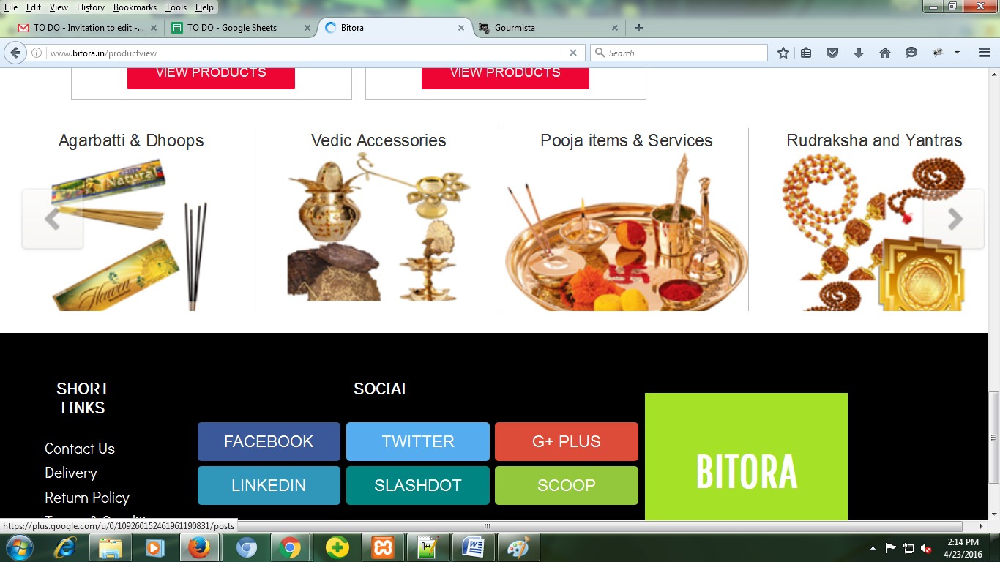 File Edit View History Bookmarks Tools Help
TO DO - Invitation to edit -...
TO DO - Google Sheets
Bitora
Gourmista
www.bitora.in/productview
Search
VIEW PRODUCTS
VIEW PRODUCTS
Agarbatti & Dhoops
Vedic Accessories
Pooja items & Services
Rudraksha and Yantras
Natural
Heaven
SHORT
LINKS
Contact Us
Delivery
Return Policy
SOCIAL
FACEBOOK
TWITTER
G+ PLUS
LINKEDIN
SLASHDOT
SCOOP
BITORA
https://plus.google.com/u/0/109260152461961190831/posts
2:14 PM
4/23/2016